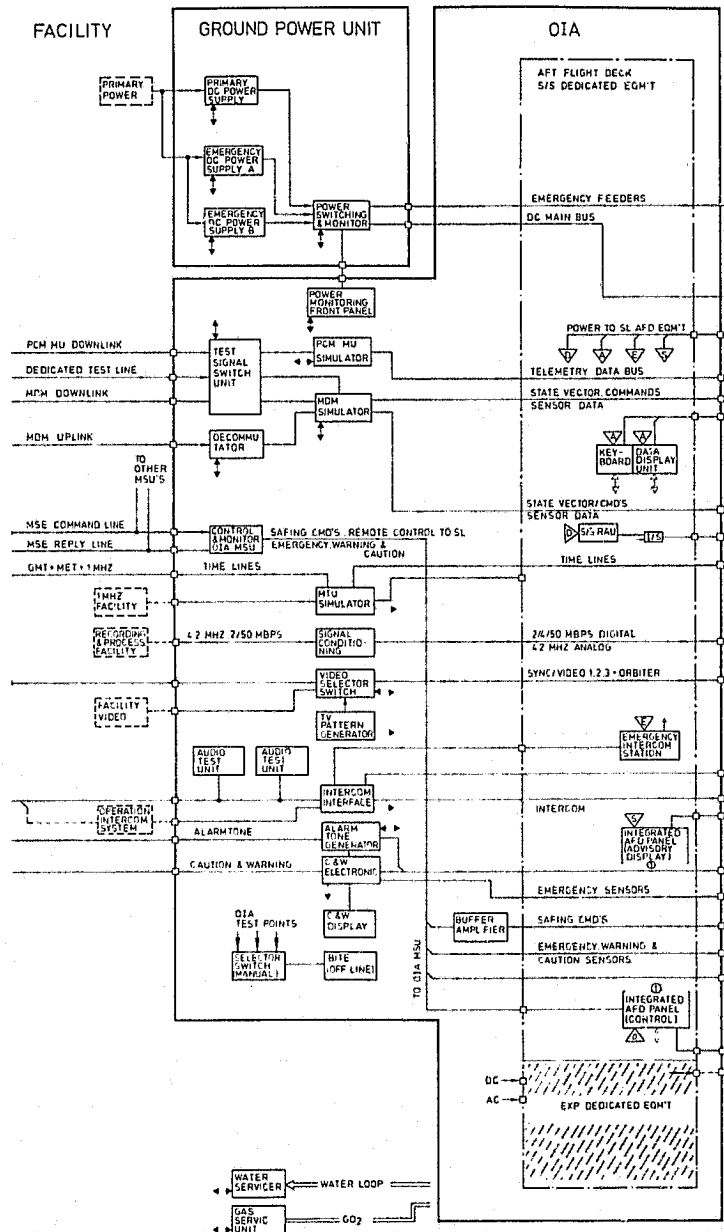 FACILITY
GROUND POWER UNIT
OIA
AFT FLIGHT DECK
S/S DEDICATED EQM'T
PRIMARY
POWER
PRIMARY
DC POWER
SUPPLY
EMERGENCY
DC POWER
SUPPLY A
EMERGENCY
DC POWER
SUPPLY B
POWER
SWITCHING
& MONITOR
EMERGENCY FEEDERS
DC MAIN BUS
POWER
MONITORING
FRONT PANEL
POWER TO SL AFD EQM'T
D A E S
PCM MU DOWNLINK
DEDICATED TEST LINE
MDM DOWNLINK
TEST
SIGNAL
SWITCH
UNIT
PCM MU
SIMULATOR
TELEMETRY DATA BUS
MDM
SIMULATOR
STATE VECTOR, COMMANDS
SENSOR DATA
MDM UPLINK
DECOMMU
TATOR
A A
KEY-
BOARD
DATA
DISPLAY
UNIT
TO
OTHER
MSU'S
STATE VECTOR/CMD'S
SENSOR DATA
MSE COMMAND LINE
MSE REPLY LINE
CONTROL
& MONITOR
OIA MSU
SAFING CMD'S, REMOTE CONTROL TO SL
EMERGENCY, WARNING &
CAUTION
D
S/S RAU
I/S
GMT + MET + 1MHZ
TIME LINES
TIME LINES
1MHZ
FACILITY
MTU
SIMULATOR
RECORDING
& PROCESS
FACILITY
4.2 MHZ, 2/50 MBPS
SIGNAL
CONDITIO-
NING
2/4/50 MBPS DIGITAL
4.2 MHZ ANALOG
VIDEO
SELECTOR
SWITCH
SYNC/VIDEO 1,2,3 + ORBITER
FACILITY
VIDEO
TV
PATTERN
GENERATOR
E
EMERGENCY
INTERCOM
STATION
AUDIO
TEST
UNIT
AUDIO
TEST
UNIT
INTERCOM
INTERFACE
INTERCOM
OPERATION
INTERCOM
SYSTEM
S
INTEGRATED
AFD PANEL
(ADVISORY
DISPLAY)
①
ALARMTONE
ALARM
TONE
GENERATOR
CAUTION & WARNING
C & W
ELECTRONIC
EMERGENCY SENSORS
C & W
DISPLAY
OIA
TEST POINTS
BUFFER
AMPLIFIER
SAFING CMD'S
SELECTOR
SWITCH
(MANUAL)
BITE
(OFF LINE)
EMERGENCY, WARNING &
CAUTION SENSORS
TO OIA MSU
①
INTEGRATED
AFD PANEL
(CONTROL)
DC
AC
EXP DEDICATED EQM'T
WATER
SERVICER
WATER LOOP
GAS
SERVIC
UNIT
GO2